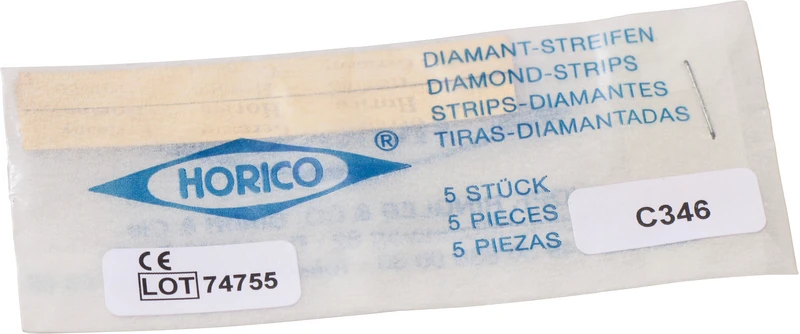 DIAMANT-STREIFEN
DIAMOND-STRIPS
STRIPS-DIAMANTES
TIRAS-DIAMANTADAS
HORICO ®
5 STÜCK
5 PIECES
5 PIEZAS
C346
CE
LOT 74755